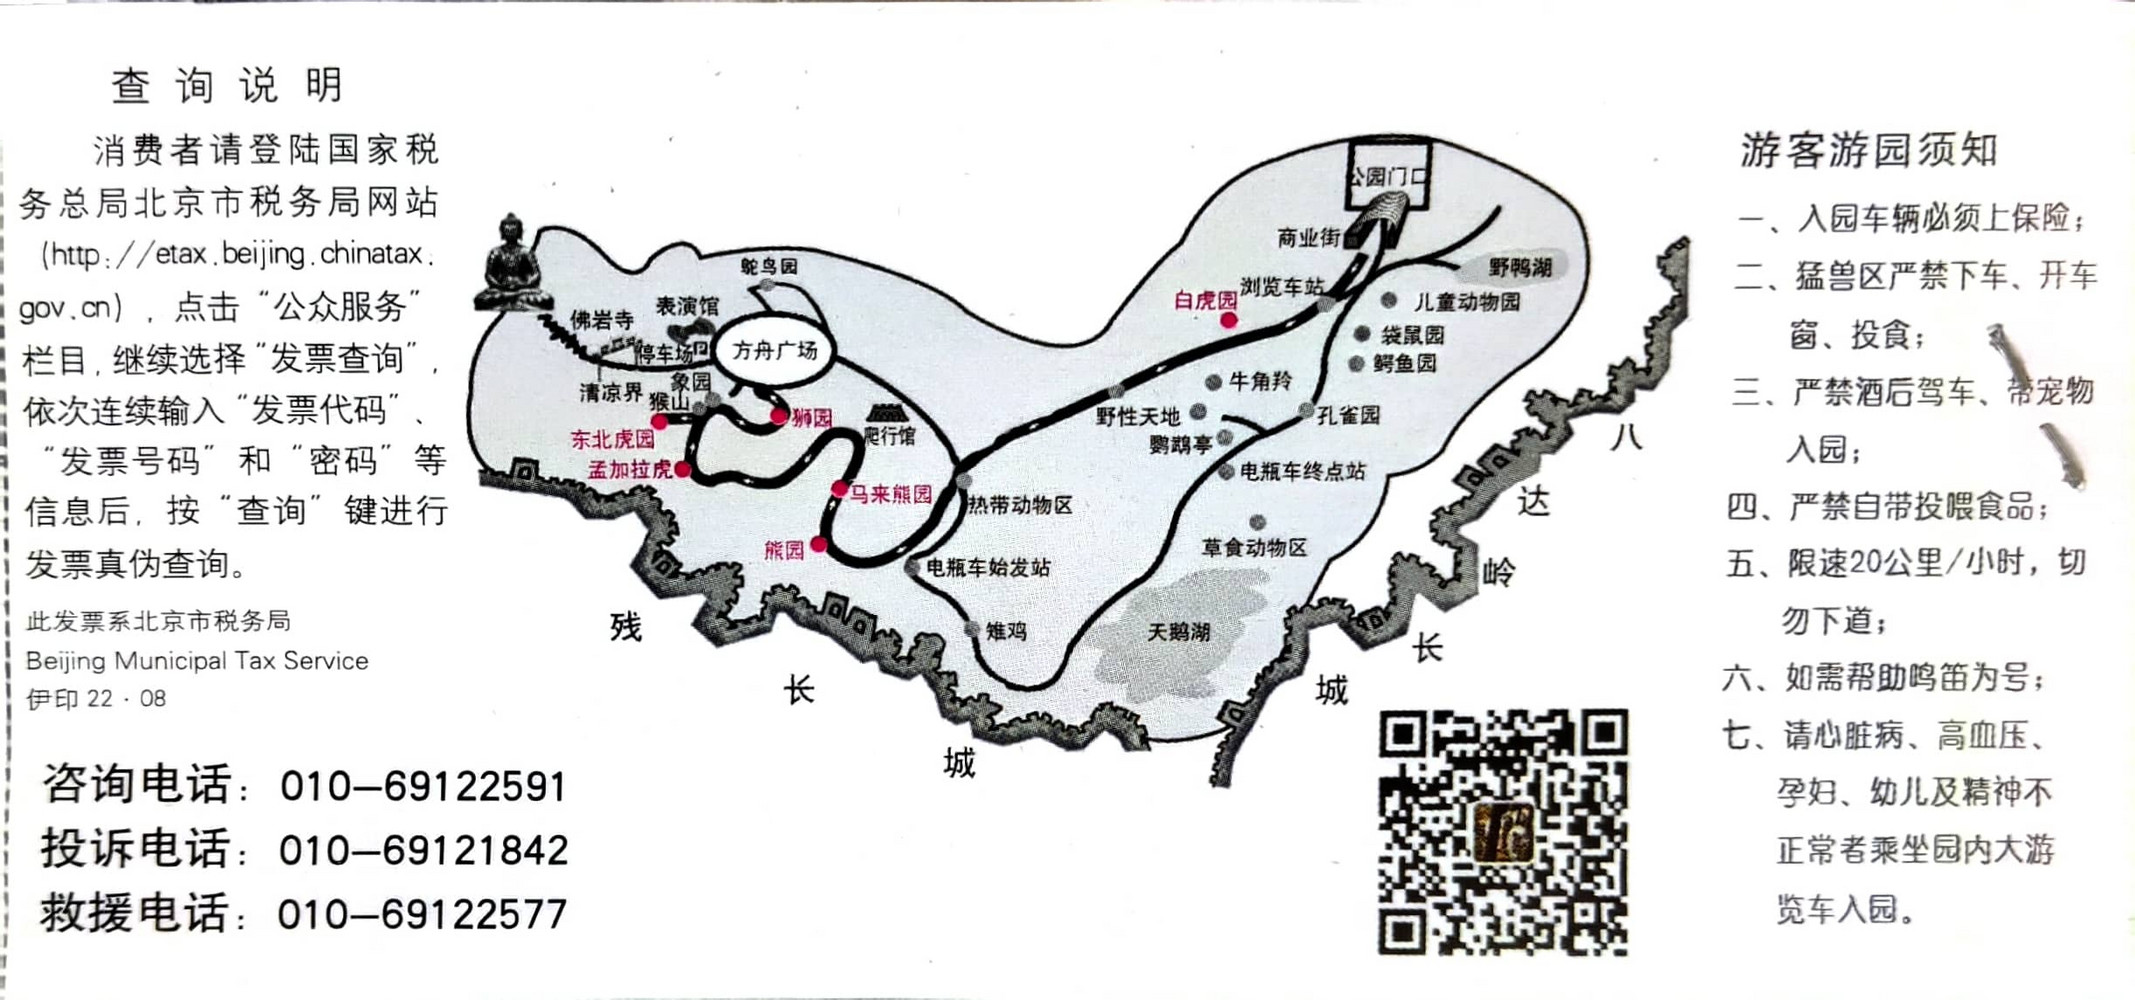 查询说明
消费者请登陆国家税
务总局北京市税务局网站
(http://etax.beijing.chinatax.
gov.cn)，点击“公众服务”
栏目,继续选择“发票查询”,
依次连续输入“发票代码”、
“发票号码”和“密码”等
信息后,按“查询”键进行
发票真伪查询。
此发票系北京市税务局
Beijing Municipal Tax Service
伊印 22·08
咨询电话：010—69122591
投诉电话：010—69121842
救援电话：010—69122577
公园门口
商业街
野鸭湖
浏览车站
白虎园
儿童动物园
袋鼠园
鳄鱼园
鸵鸟园
表演馆
佛岩寺
停车场
P
方舟广场
清凉界
象园
猴山
狮园
爬行馆
东北虎园
孟加拉虎
马来熊园
熊园
热带动物区
牛角羚
野性天地
孔雀园
鹦鹉亭
电瓶车终点站
草食动物区
电瓶车始发站
雉鸡
天鹅湖
残
长
城
八
达
岭
长
城
游客游园须知
一、入园车辆必须上保险；
二、猛兽区严禁下车、开车
窗、投食；
三、严禁酒后驾车、带宠物
入园；
四、严禁自带投喂食品；
五、限速20公里/小时，切
勿下道；
六、如需帮助鸣笛为号；
七、请心脏病、高血压、
孕妇、幼儿及精神不
正常者乘坐园内大游
览车入园。